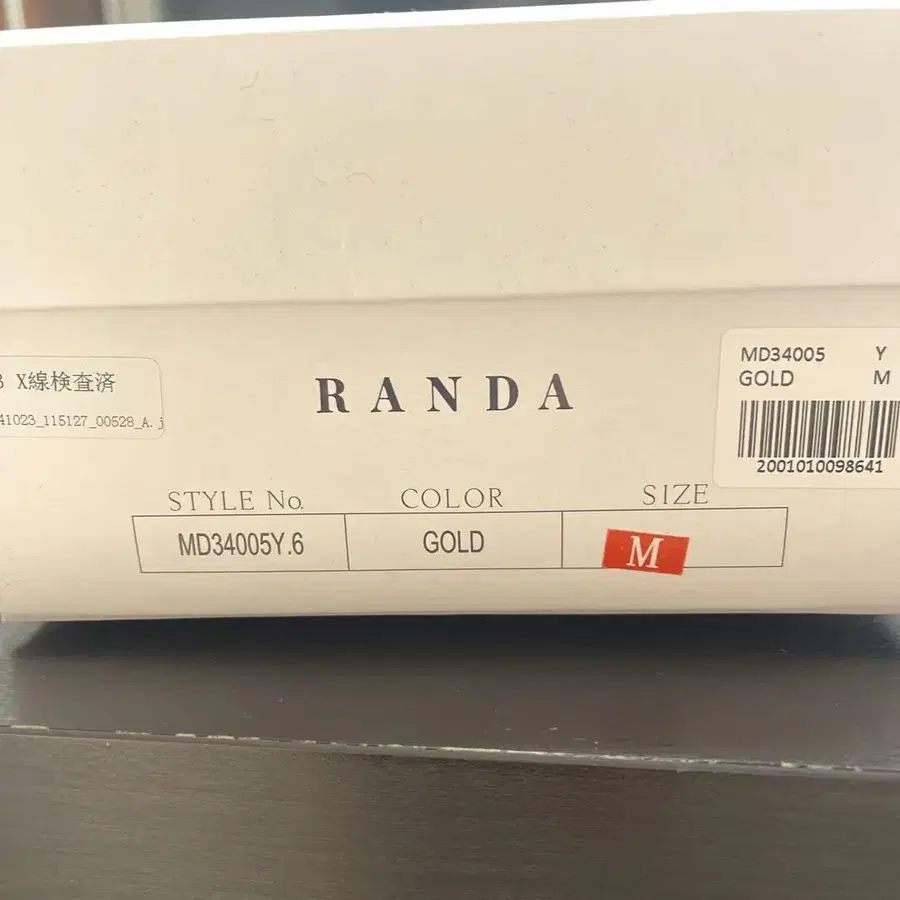 X線検査済
41023_115127_00528_A.j
RANDA
MD34005 Y
GOLD M
2001010098641
STYLE No. COLOR SIZE
MD34005Y.6 GOLD M